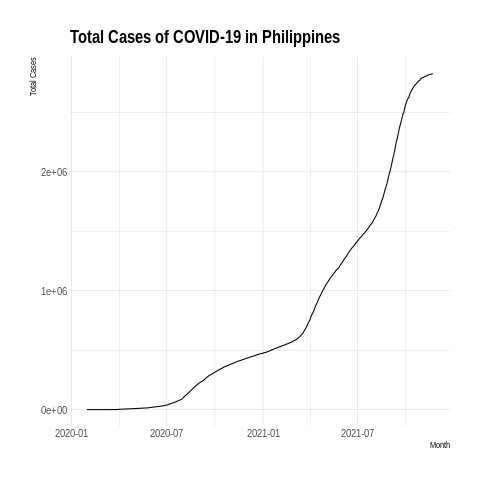 Total Cases of COVID-19 in Philippines
Total Cases
2e+06
1e+06
0e+00
2020-01 2020-07 2021-01 2021-07
Month